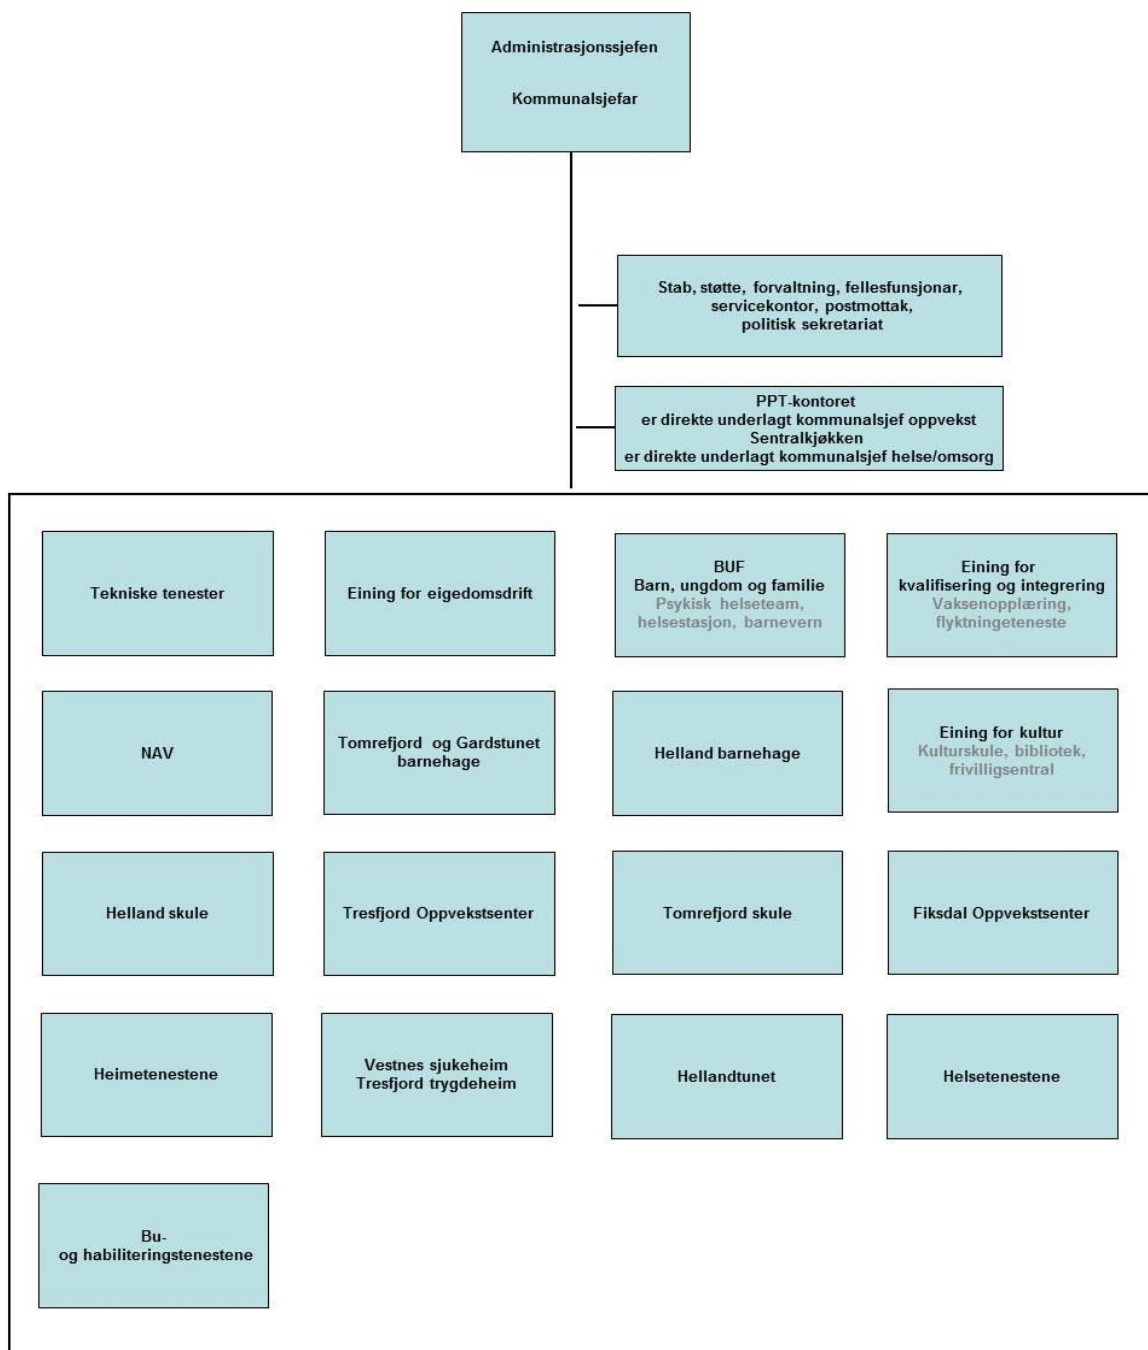 Administrasjonssjefen
Kommunalsjefar
Stab, støtte, forvaltning, fellesfunsjonar,
servicekontor, postmottak,
politisk sekretariat
PPT-kontoret
er direkte underlagt kommunalsjef oppvekst
Sentralkjøkken
er direkte underlagt kommunalsjef helse/omsorg
Tekniske tenester
Eining for eigedomsdrift
BUF
Barn, ungdom og familie
Psykisk helseteam,
helsestasjon, barnevern
Eining for
kvalifisering og integrering
Vaksenopplæring,
flyktningeteneste
NAV
Tomrefjord og Gardstunet
barnehage
Helland barnehage
Eining for kultur
Kulturskule, bibliotek,
frivilligsentral
Helland skule
Tresfjord Oppvekstsenter
Tomrefjord skule
Fiksdal Oppvekstsenter
Heimetenestene
Vestnes sjukeheim
Tresfjord trygdeheim
Hellandtunet
Helsetenestene
Bu-
og habiliteringstenestene